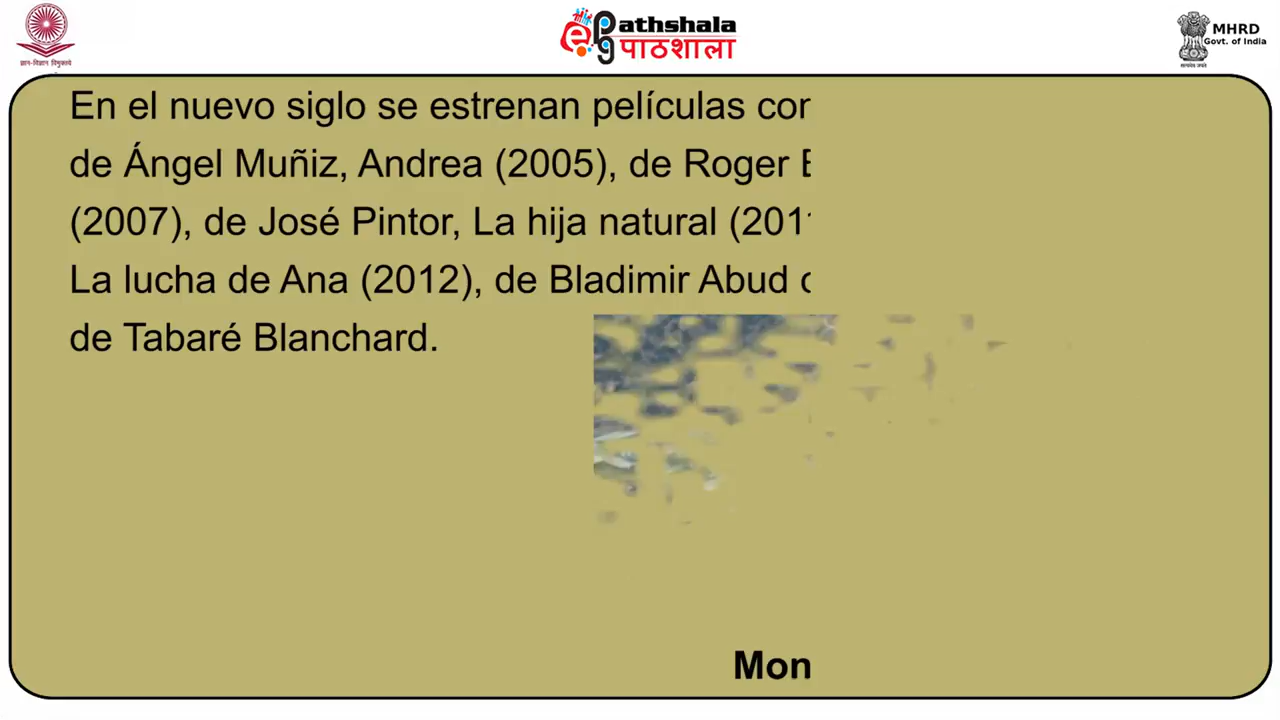 ज्ञान-विज्ञान विमुक्तये
epathshala
पाठशाला
MHRD
Govt. of India
En el nuevo siglo se estrenan películas
de Ángel Muñiz, Andrea (2005), de Roger
(2007), de José Pintor, La hija natural
La lucha de Ana (2012), de Bladimir Abud
de Tabaré Blanchard.